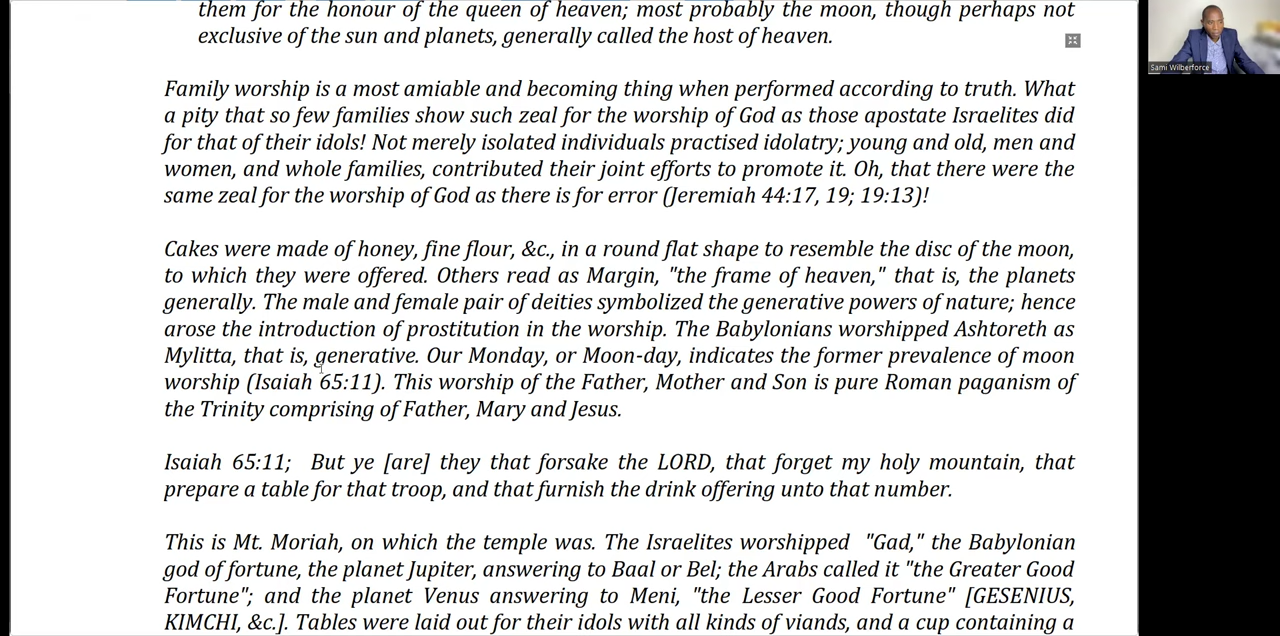 them for the honour of the queen of heaven; most probably the moon, though perhaps not
exclusive of the sun and planets, generally called the host of heaven.
Family worship is a most amiable and becoming thing when performed according to truth. What
a pity that so few families show such zeal for the worship of God as those apostate Israelites did
for that of their idols! Not merely isolated individuals practised idolatry; young and old, men and
women, and whole families, contributed their joint efforts to promote it. Oh, that there were the
same zeal for the worship of God as there is for error (Jeremiah 44:17, 19; 19:13)!
Cakes were made of honey, fine flour, &c., in a round flat shape to resemble the disc of the moon,
to which they were offered. Others read as Margin, "the frame of heaven," that is, the planets
generally. The male and female pair of deities symbolized the generative powers of nature; hence
arose the introduction of prostitution in the worship. The Babylonians worshipped Ashtoreth as
Mylitta, that is, generative. Our Monday, or Moon-day, indicates the former prevalence of moon
worship (Isaiah 65:11). This worship of the Father, Mother and Son is pure Roman paganism of
the Trinity comprising of Father, Mary and Jesus.
Isaiah 65:11; But ye [are] they that forsake the LORD, that forget my holy mountain, that
prepare a table for that troop, and that furnish the drink offering unto that number.
This is Mt. Moriah, on which the temple was. The Israelites worshipped "Gad," the Babylonian
god of fortune, the planet Jupiter, answering to Baal or Bel; the Arabs called it "the Greater Good
Fortune"; and the planet Venus answering to Meni, "the Lesser Good Fortune" [GESENIUS,
KIMCHI, &c.]. Tables were laid out for their idols with all kinds of viands, and a cup containing a
Sami Wilberforce